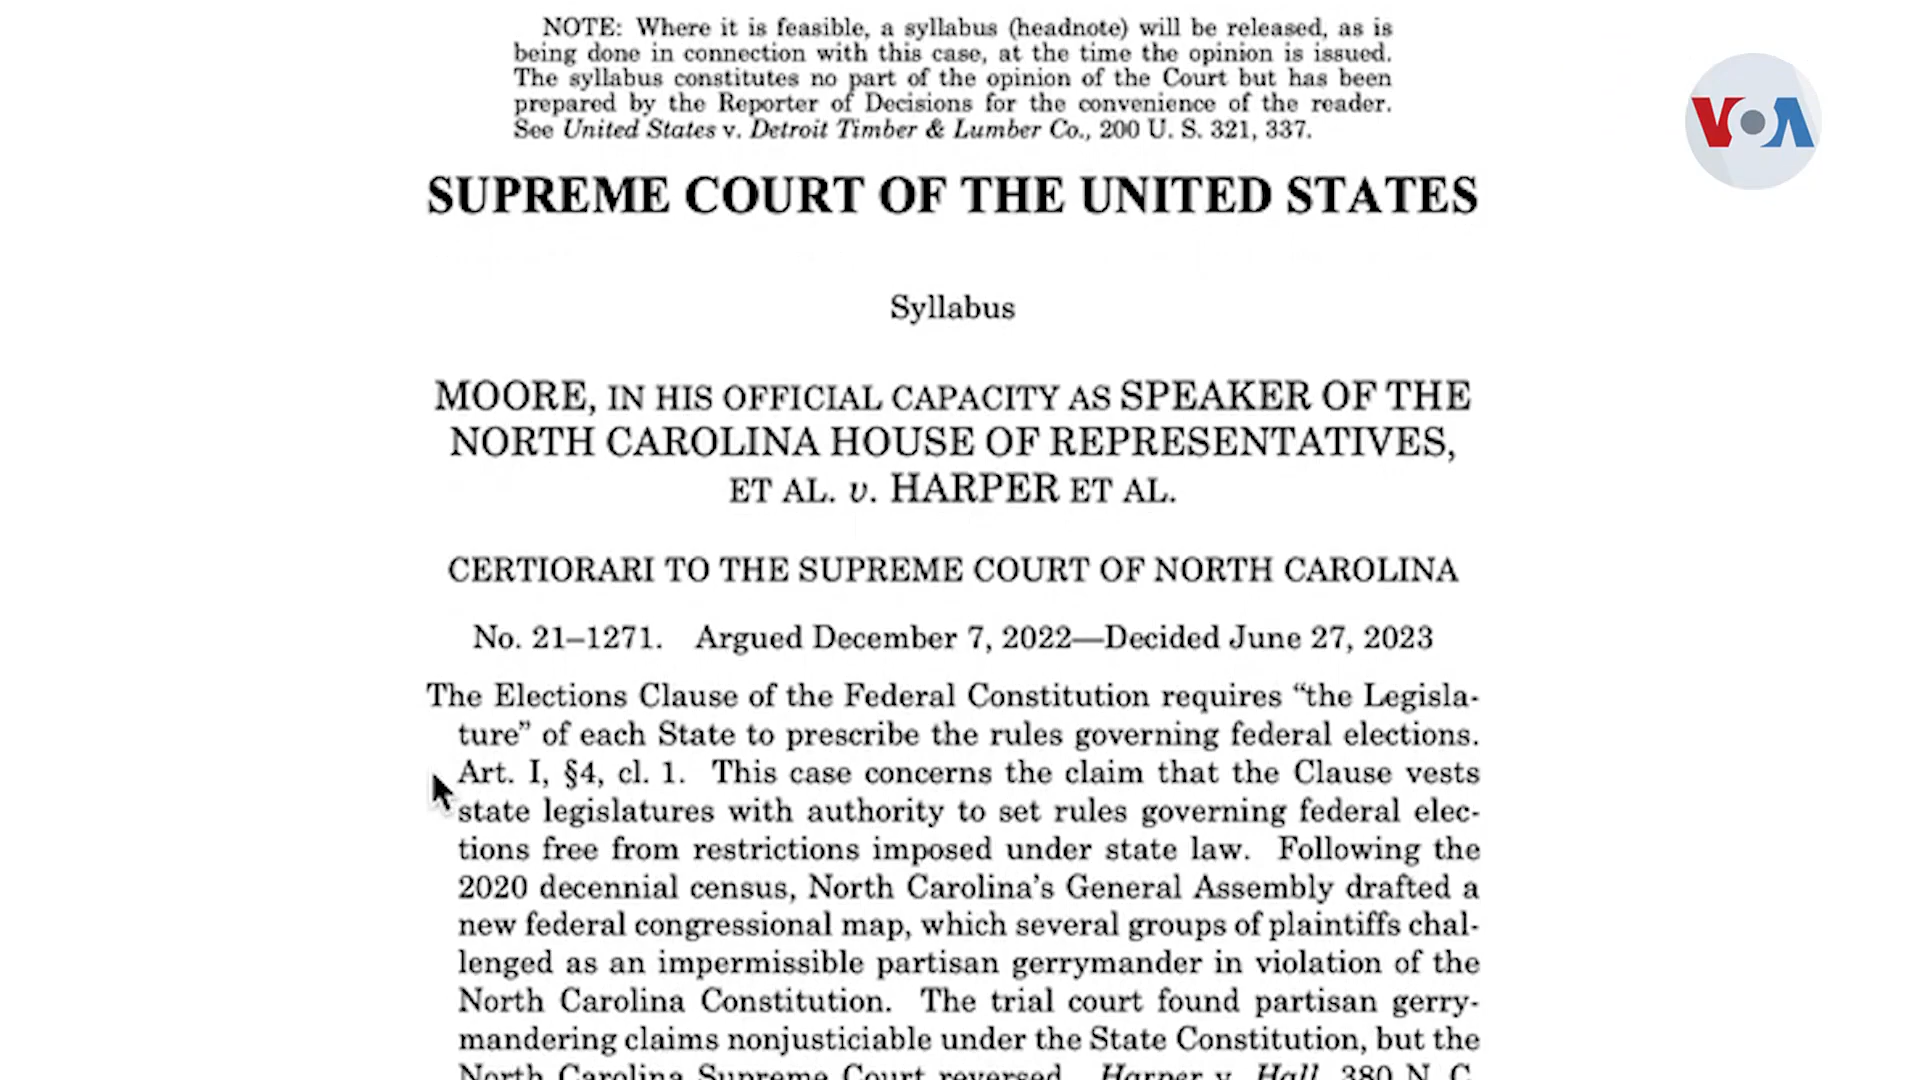 NOTE: Where it is feasible, a syllabus (headnote) will be released, as is
being done in connection with this case, at the time the opinion is issued.
The syllabus constitutes no part of the opinion of the Court but has been
prepared by the Reporter of Decisions for the convenience of the reader.
See United States v. Detroit Timber & Lumber Co., 200 U. S. 321, 337.
VOA
SUPREME COURT OF THE UNITED STATES
Syllabus
MOORE, IN HIS OFFICIAL CAPACITY AS SPEAKER OF THE
NORTH CAROLINA HOUSE OF REPRESENTATIVES,
ET AL. v. HARPER ET AL.
CERTIORARI TO THE SUPREME COURT OF NORTH CAROLINA
No. 21–1271. Argued December 7, 2022—Decided June 27, 2023
The Elections Clause of the Federal Constitution requires “the Legisla-
ture” of each State to prescribe the rules governing federal elections.
Art. I, §4, cl. 1. This case concerns the claim that the Clause vests
state legislatures with authority to set rules governing federal elec-
tions free from restrictions imposed under state law. Following the
2020 decennial census, North Carolina’s General Assembly drafted a
new federal congressional map, which several groups of plaintiffs chal-
lenged as an impermissible partisan gerrymander in violation of the
North Carolina Constitution. The trial court found partisan gerry-
mandering claims nonjusticiable under the State Constitution, but the
North Carolina Supreme Court reversed. Harper v. Hall, 380 N. C.